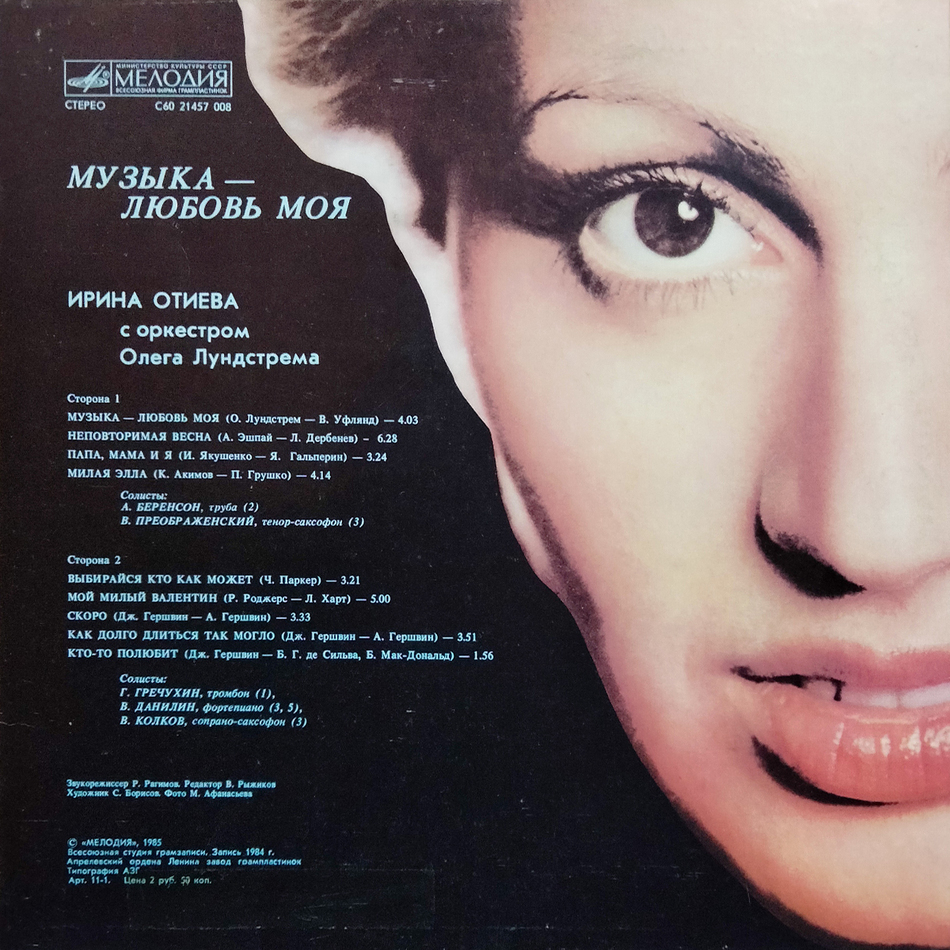 МИНИСТЕРСТВО КУЛЬТУРЫ СССР
МЕЛОДИЯ
ВСЕСОЮЗНАЯ ФИРМА ГРАМПЛАСТИНОК
СТЕРЕО С60 21457 008
МУЗЫКА —
ЛЮБОВЬ МОЯ
ИРИНА ОТИЕВА
с оркестром
Олега Лундстрема
Сторона 1
МУЗЫКА — ЛЮБОВЬ МОЯ (О. Лундстрем — В. Уфлянд) — 4.03
НЕПОВТОРИМАЯ ВЕСНА (А. Эшпай — Л. Дербенев) – 6.28
ПАПА, МАМА И Я (И. Якушенко — Я. Гальперин) — 3.24
МИЛАЯ ЭЛЛА (К. Акимов — П. Грушко) — 4.14
Солисты:
А. БЕРЕНСОН, труба (2)
В. ПРЕОБРАЖЕНСКИЙ, тенор-саксофон (3)
Сторона 2
ВЫБИРАЙСЯ КТО КАК МОЖЕТ (Ч. Паркер) — 3.21
МОЙ МИЛЫЙ ВАЛЕНТИН (Р. Роджерс — Л. Харт) — 5.00
СКОРО (Дж. Гершвин — А. Гершвин) — 3.33
КАК ДОЛГО ДЛИТЬСЯ ТАК МОГЛО (Дж. Гершвин — А. Гершвин) — 3.51
КТО-ТО ПОЛЮБИТ (Дж. Гершвин — Б. Г. де Сильва, Б. Мак-Дональд) — 1.56
Солисты:
Г. ГРЕЧУХИН, тромбон (1),
В. ДАНИЛИН, фортепиано (3, 5),
В. КОЛКОВ, сопрано-саксофон (3)
Звукорежиссер Р. Рагимов. Редактор В. Рыжиков
Художник С. Борисов. Фото М. Афанасьева
© «МЕЛОДИЯ», 1985
Всесоюзная студия грамзаписи. Запись 1984 г.
Апрелевский ордена Ленина завод грампластинок
Типография АЗГ
Арт. 11-1. Цена 2 руб. 50 коп.